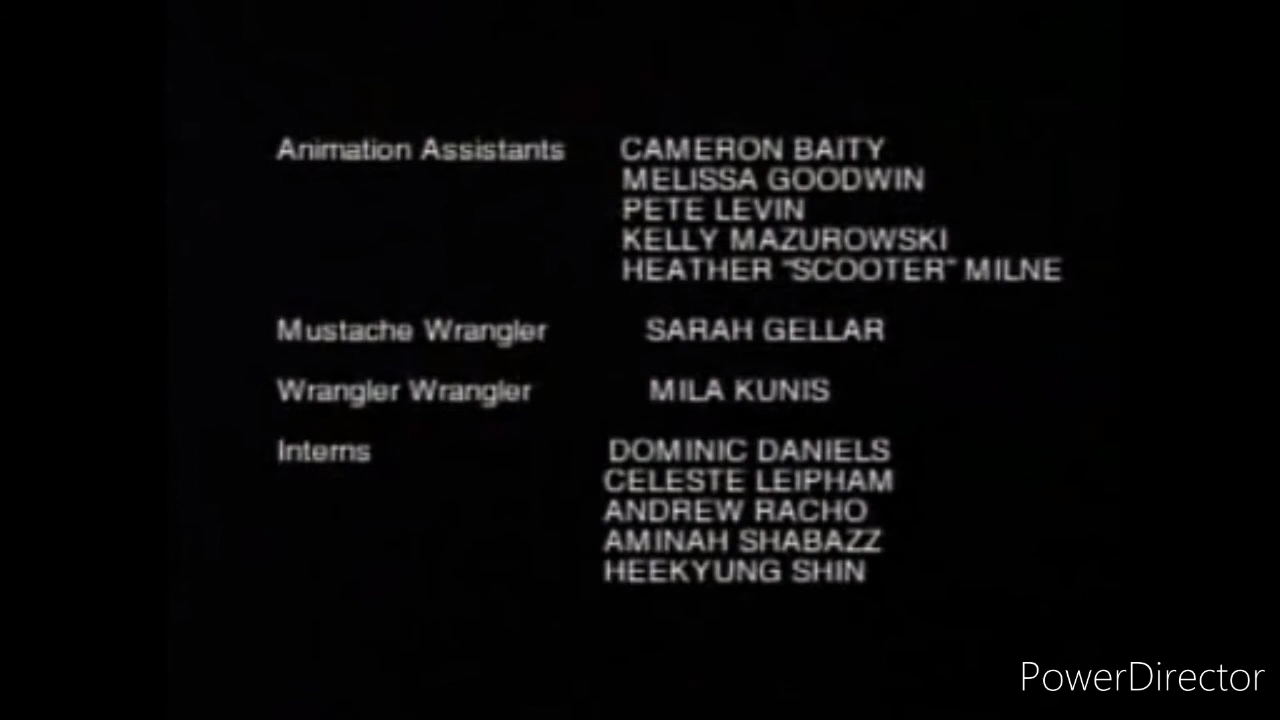 Animation Assistants CAMERON BAITY
MELISSA GOODWIN
PETE LEVIN
KELLY MAZUROWSKI
HEATHER "SCOOTER" MILNE
Mustache Wrangler SARAH GELLAR
Wrangler Wrangler MILA KUNIS
Interns DOMINIC DANIELS
CELESTE LEIPHAM
ANDREW RACHO
AMINAH SHABAZZ
HEEKYUNG SHIN
PowerDirector